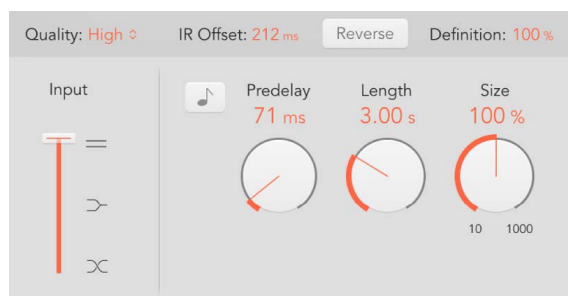 Quality: High IR Offset: 212 ms Reverse Definition: 100 %
Input Predelay Length Size
71 ms 3.00 s 100 %
10 1000